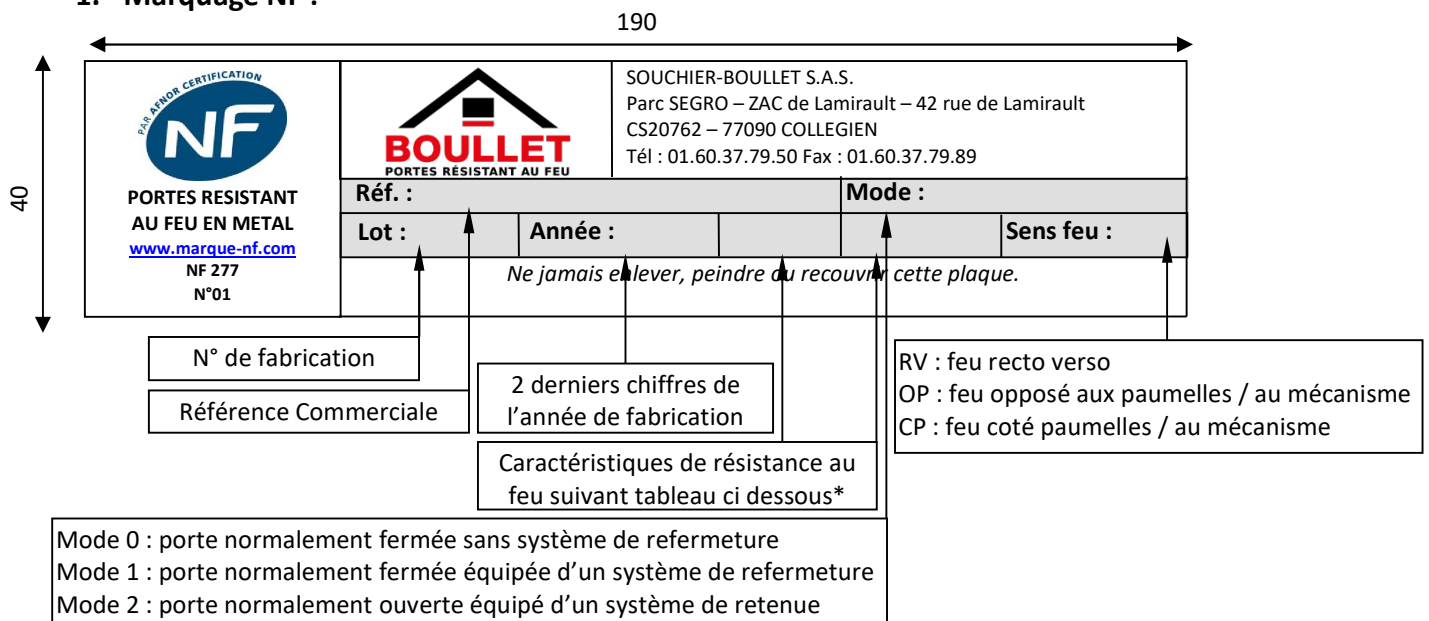 1. Marquage NF :
190
40
PAR AFNOR CERTIFICATION
NF
PORTES RESISTANT
AU FEU EN METAL
www.marque-nf.com
NF 277
N°01
BOULLET
PORTES RÉSISTANT AU FEU
SOUCHIER-BOULLET S.A.S.
Parc SEGRO – ZAC de Lamirault – 42 rue de Lamirault
CS20762 – 77090 COLLEGIEN
Tél : 01.60.37.79.50 Fax : 01.60.37.79.89
Réf. : Mode :
Lot : Année : Sens feu :
Ne jamais enlever, peindre ou recouvrir cette plaque.
N° de fabrication
Référence Commerciale
2 derniers chiffres de
l’année de fabrication
Caractéristiques de résistance au
feu suivant tableau ci dessous*
RV : feu recto verso
OP : feu opposé aux paumelles / au mécanisme
CP : feu coté paumelles / au mécanisme
Mode 0 : porte normalement fermée sans système de refermeture
Mode 1 : porte normalement fermée équipée d’un système de refermeture
Mode 2 : porte normalement ouverte équipé d’un système de retenue